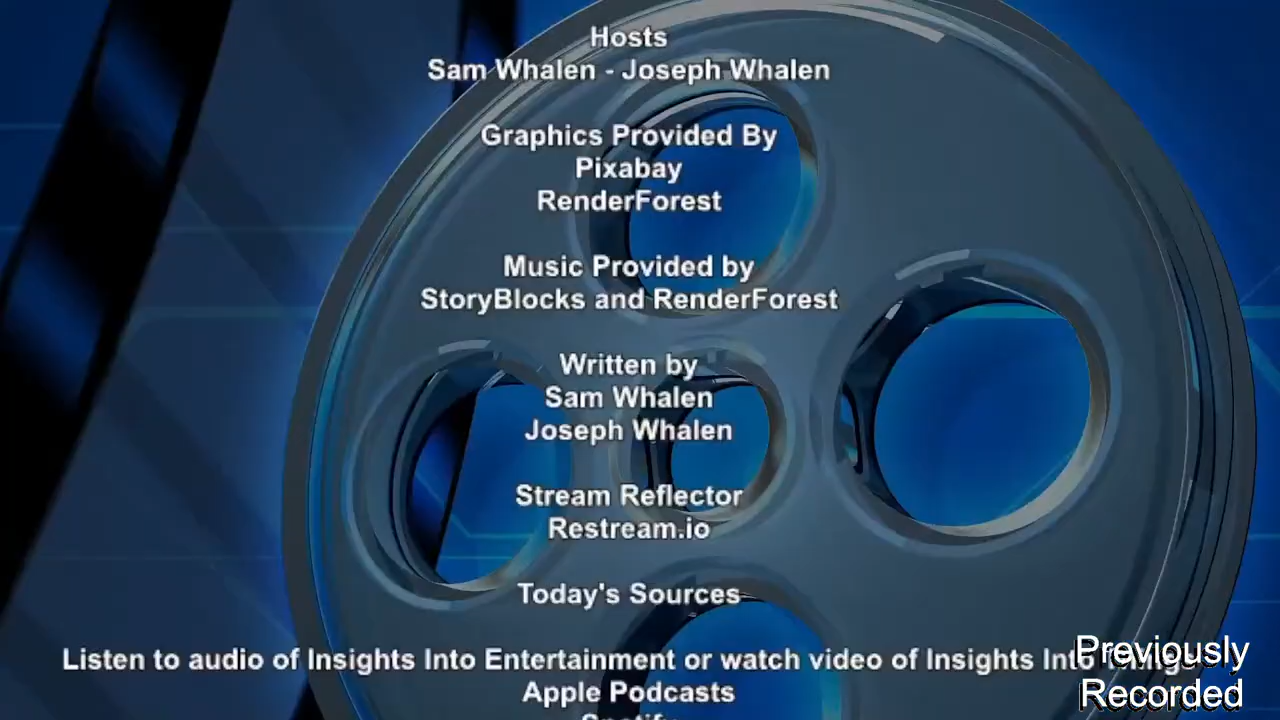 Hosts
Sam Whalen - Joseph Whalen
Graphics Provided By
Pixabay
RenderForest
Music Provided by
StoryBlocks and RenderForest
Written by
Sam Whalen
Joseph Whalen
Stream Reflector
Restream.io
Today's Sources
Listen to audio of Insights Into Entertainment or watch video of Insights Into
Apple Podcasts
Spotify
Previously
Recorded